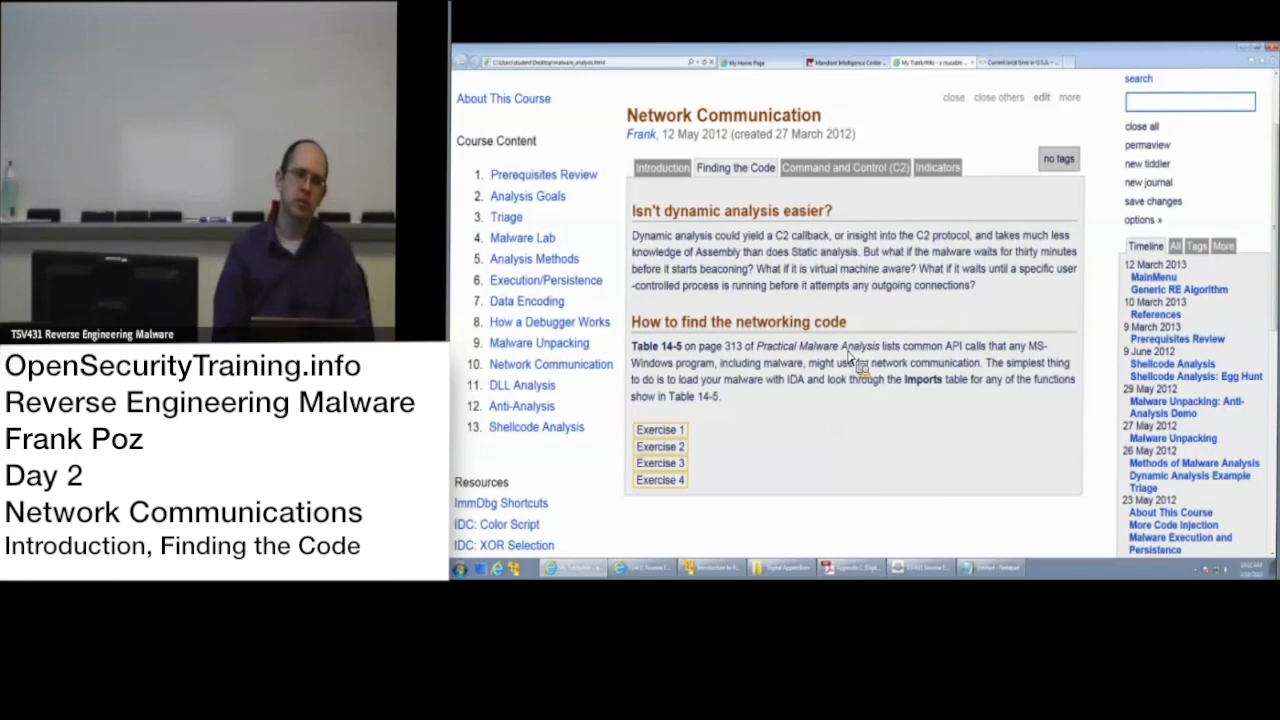 TSV431 Reverse Engineering Malware
OpenSecurityTraining.info
Reverse Engineering Malware
Frank Poz
Day 2
Network Communications
Introduction, Finding the Code
My Home Page
Mandiant Intelligence Center...
About This Course
Course Content
1. Prerequisites Review
2. Analysis Goals
3. Triage
4. Malware Lab
5. Analysis Methods
6. Execution/Persistence
7. Data Encoding
8. How a Debugger Works
9. Malware Unpacking
10. Network Communication
11. DLL Analysis
12. Anti-Analysis
13. Shellcode Analysis
Resources
ImmDbg Shortcuts
IDC: Color Script
IDC: XOR Selection
close close others edit more
Network Communication
Frank, 12 May 2012 (created 27 March 2012)
no tags
Introduction Finding the Code Command and Control (C2) Indicators
Isn't dynamic analysis easier?
Dynamic analysis could yield a C2 callback, or insight into the C2 protocol, and takes much less
knowledge of Assembly than does Static analysis. But what if the malware waits for thirty minutes
before it starts beaconing? What if it is virtual machine aware? What if it waits until a specific user
-controlled process is running before it attempts any outgoing connections?
How to find the networking code
Table 14-5 on page 313 of Practical Malware Analysis lists common API calls that any MS-
Windows program, including malware, might use network communication. The simplest thing
to do is to load your malware with IDA and look through the Imports table for any of the functions
show in Table 14-5.
Exercise 1
Exercise 2
Exercise 3
Exercise 4
search
close all
permaview
new tiddler
new journal
save changes
options »
Timeline All Tags More
12 March 2013
MainMenu
Generic RE Algorithm
10 March 2013
References
9 March 2013
Prerequisites Review
9 June 2012
Shellcode Analysis
Shellcode Analysis: Egg Hunt
29 May 2012
Malware Unpacking: Anti-
Analysis Demo
27 May 2012
Malware Unpacking
26 May 2012
Methods of Malware Analysis
Dynamic Analysis Example
Triage
23 May 2012
About This Course
More Code Injection
Malware Execution and
Persistence